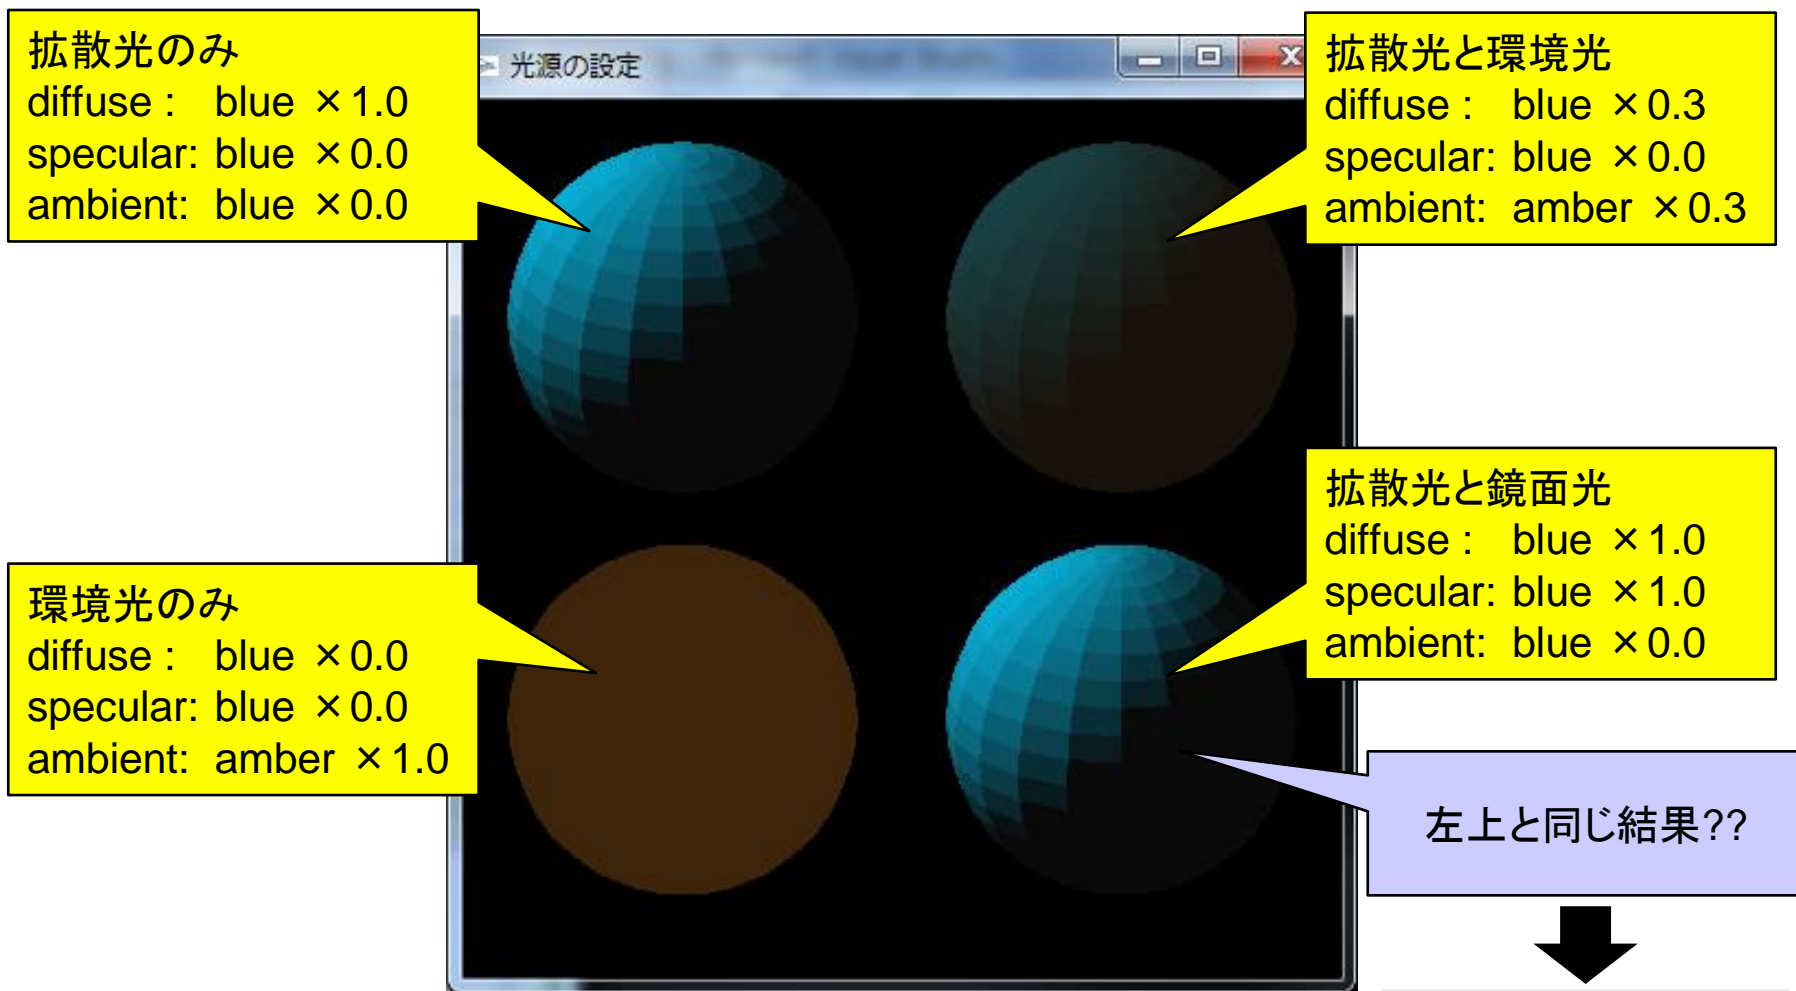 拡散光のみ
diffuse : blue ×1.0
specular: blue ×0.0
ambient: blue ×0.0
光源の設定
拡散光と環境光
diffuse : blue ×0.3
specular: blue ×0.0
ambient: amber ×0.3
環境光のみ
diffuse : blue ×0.0
specular: blue ×0.0
ambient: amber ×1.0
拡散光と鏡面光
diffuse : blue ×1.0
specular: blue ×1.0
ambient: blue ×0.0
左上と同じ結果??